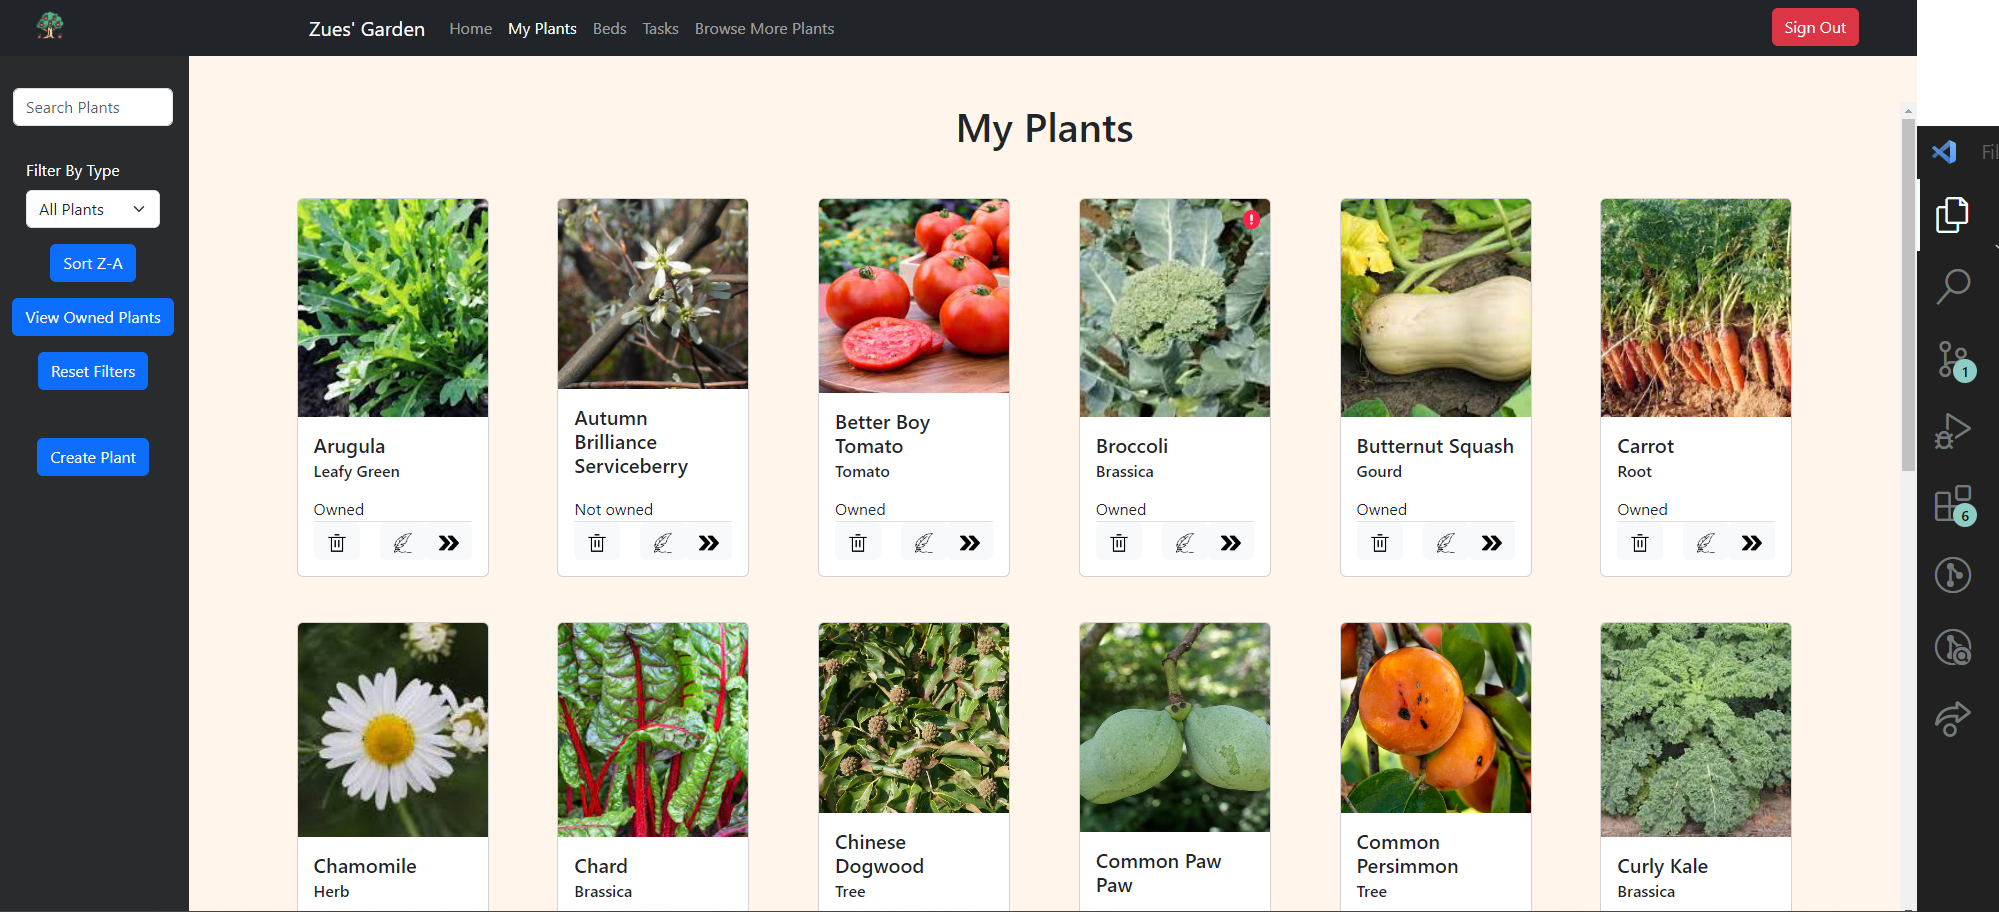 Zues' Garden Home My Plants Beds Tasks Browse More Plants Sign Out
Search Plants
Filter By Type
All Plants
Sort Z-A
View Owned Plants
Reset Filters
Create Plant
My Plants
Arugula
Leafy Green
Owned
Autumn
Brilliance
Serviceberry
Not owned
Better Boy
Tomato
Tomato
Owned
Broccoli
Brassica
Owned
Butternut Squash
Gourd
Owned
Carrot
Root
Owned
Chamomile
Herb
Chard
Brassica
Chinese
Dogwood
Tree
Common Paw
Paw
Common
Persimmon
Tree
Curly Kale
Brassica
1
6